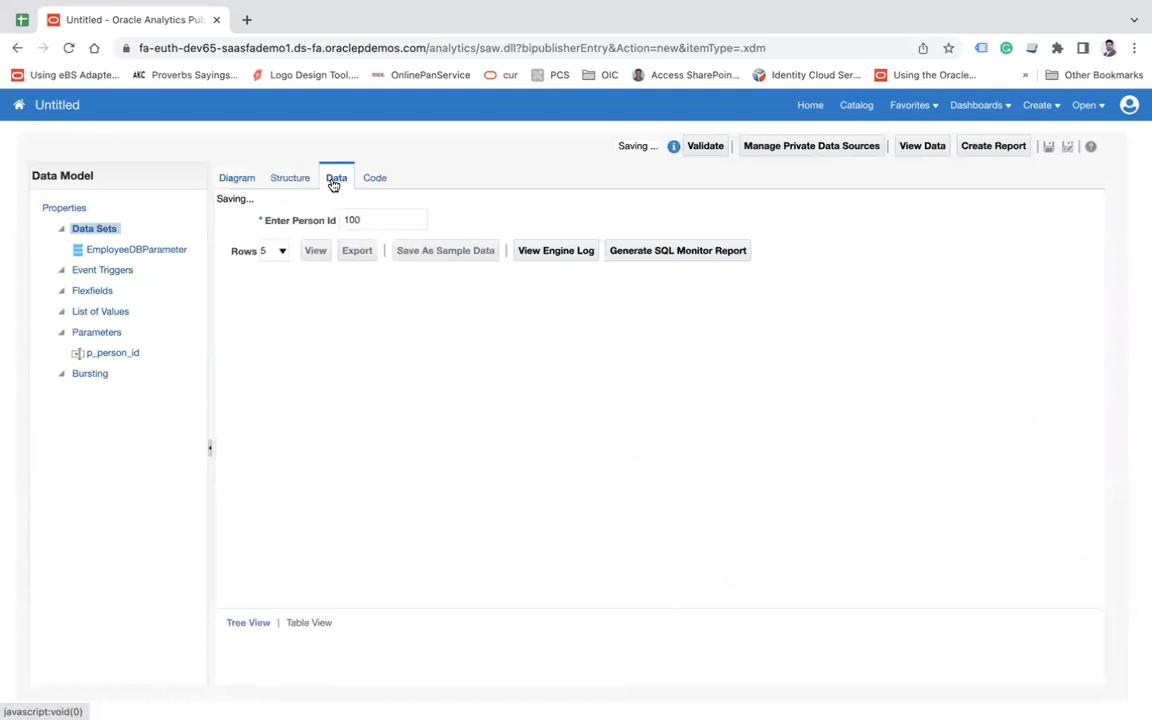 Untitled - Oracle Analytics Pub
fa-euth-dev65-saasfademo1.ds-fa.oraclepdemos.com/analytics/saw.dll?bipublisherEntry&Action=new&itemType=.xdm
Using eBS Adapte... AKC Proverbs Sayings... Logo Design Tool.... OnlinePanService cur PCS OIC Access SharePoin... Identity Cloud Ser... Using the Oracle... » Other Bookmarks
Untitled Home Catalog Favorites Dashboards Create Open
Saving ... Validate | Manage Private Data Sources | View Data Create Report
Data Model
Diagram Structure Data Code
Saving...
Properties
Data Sets
EmployeeDBParameter
Event Triggers
Flexfields
List of Values
Parameters
p_person_id
Bursting
* Enter Person Id 100
Rows 5 View Export | Save As Sample Data | View Engine Log Generate SQL Monitor Report
Tree View | Table View
javascript:void(0)